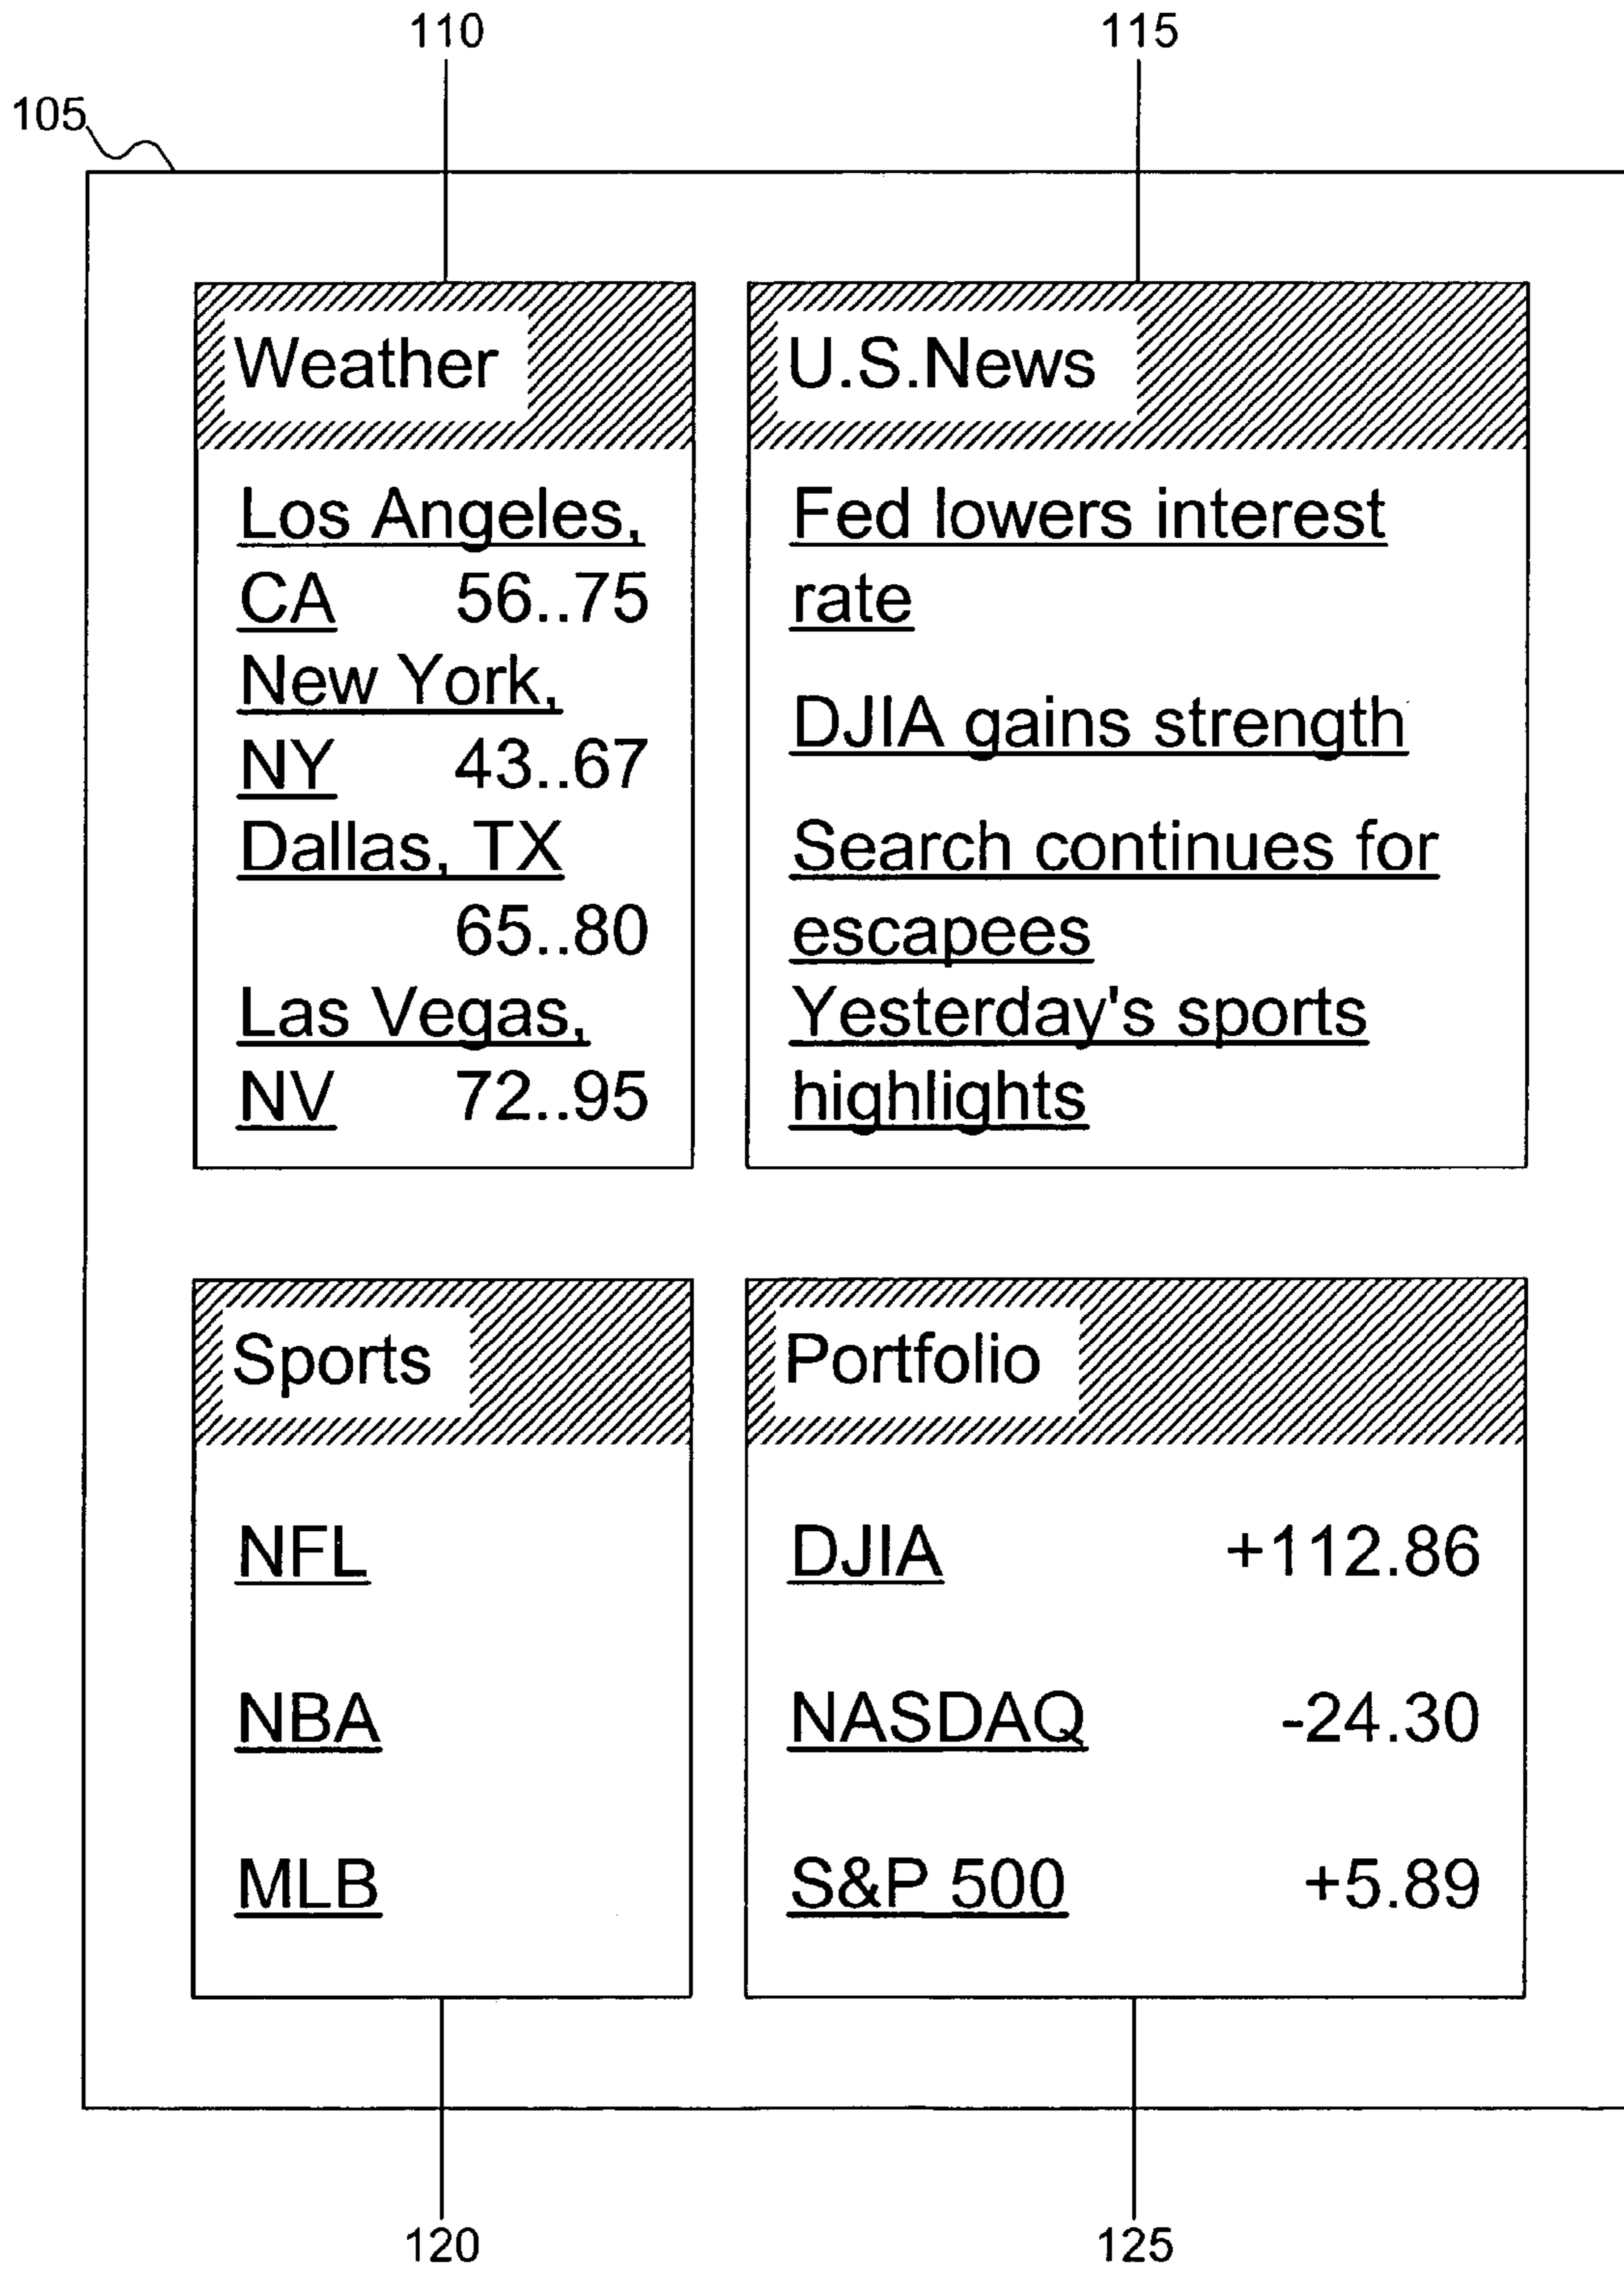 110
115
105
Weather
Los Angeles,
CA 56..75
New York,
NY 43..67
Dallas, TX
65..80
Las Vegas,
NV 72..95
U.S.News
Fed lowers interest
rate
DJIA gains strength
Search continues for
escapees
Yesterday's sports
highlights
Sports
NFL
NBA
MLB
Portfolio
DJIA +112.86
NASDAQ -24.30
S&P 500 +5.89
120
125